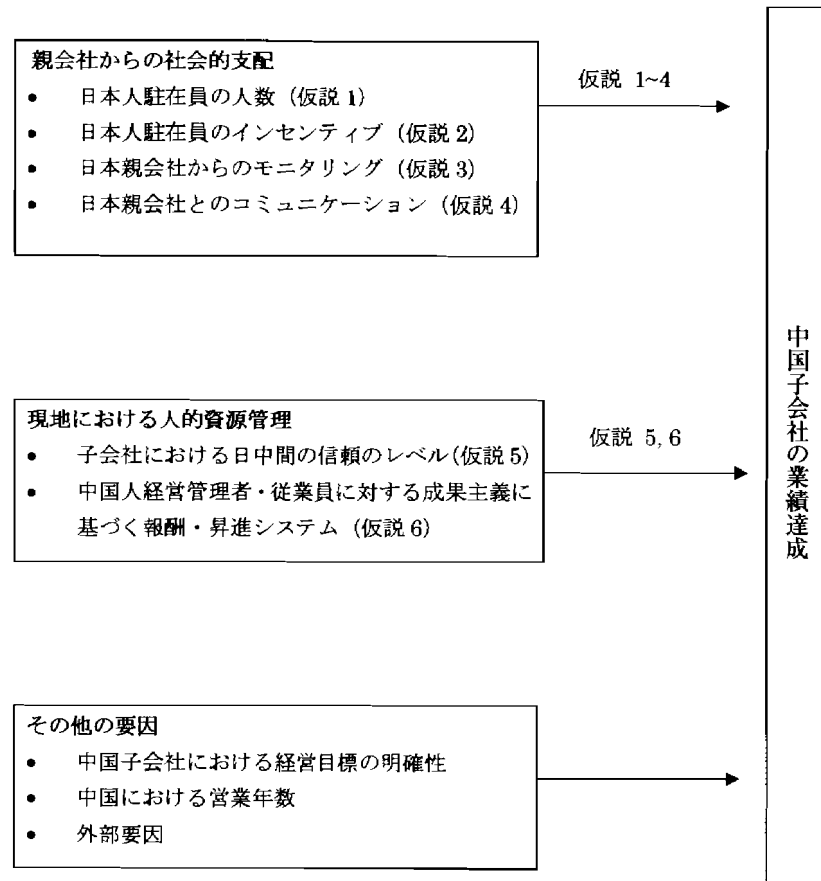 親会社からの社会的支配
• 日本人駐在員の人数 (仮説 1)
• 日本人駐在員のインセンティブ (仮説 2)
• 日本親会社からのモニタリング (仮説 3)
• 日本親会社とのコミュニケーション (仮説 4)
仮説 1~4
現地における人的資源管理
• 子会社における日中間の信頼のレベル(仮説 5)
• 中国人経営管理者・従業員に対する成果主義に
基づく報酬・昇進システム (仮説 6)
仮説 5, 6
その他の要因
• 中国子会社における経営目標の明確性
• 中国における営業年数
• 外部要因
中国子会社の業績達成